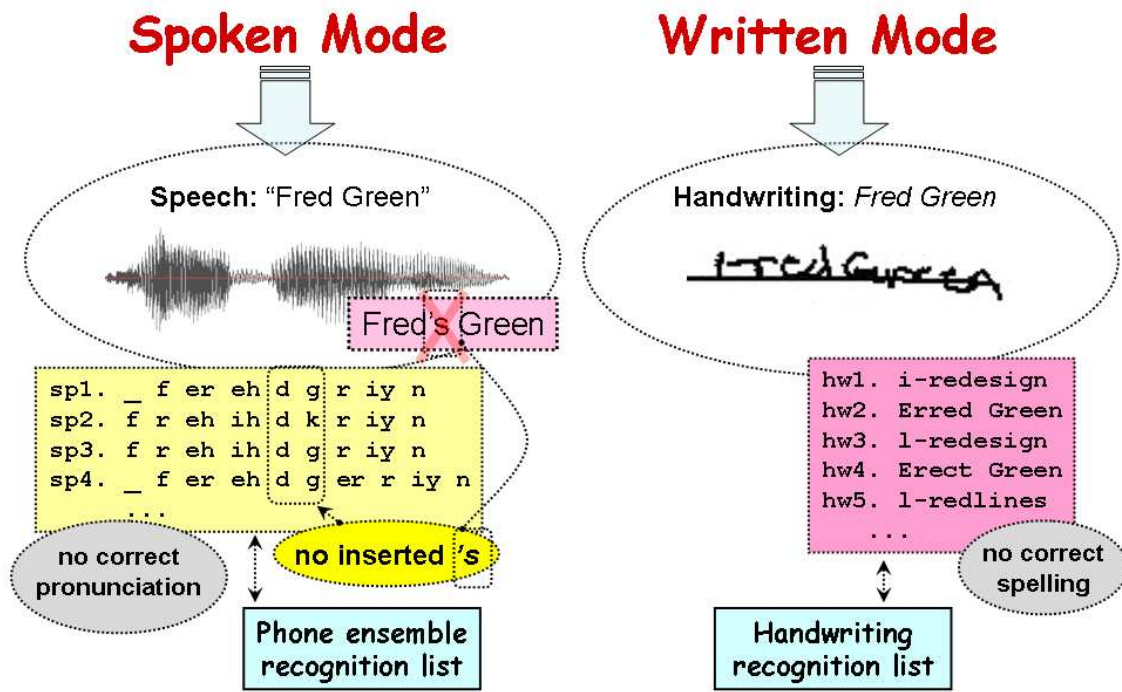 Spoken Mode
Speech: “Fred Green”
Fred's Green
sp1. _ f er eh d g r iy n
sp2. f r eh ih d k r iy n
sp3. f r eh ih d g r iy n
sp4. _ f er eh d g er r iy n
...
no correct
pronunciation
no inserted 's
Phone ensemble
recognition list
Written Mode
Handwriting: Fred Green
hw1. i-redesign
hw2. Erred Green
hw3. l-redesign
hw4. Erect Green
hw5. l-redlines
...
no correct
spelling
Handwriting
recognition list